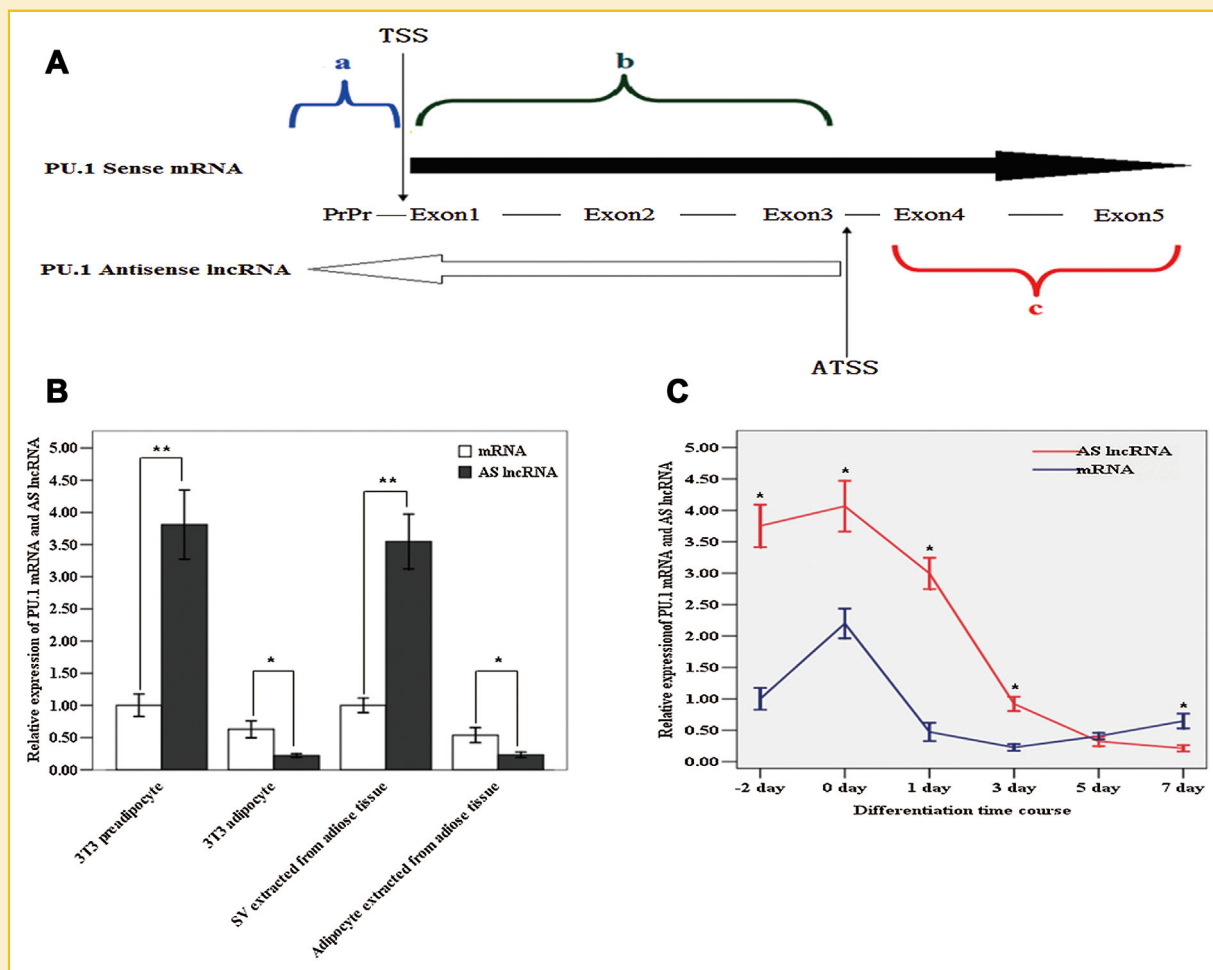 A
TSS
a
b
PU.1 Sense mRNA
PrPr Exon1 Exon2 Exon3 Exon4 Exon5
PU.1 Antisense lncRNA
c
ATSS
B
Relative expression of PU.1 mRNA and AS lncRNA
5.00
4.50
4.00
3.50
3.00
2.50
2.00
1.50
1.00
0.50
0.00
mRNA
AS lncRNA
**
*
**
*
3T3 preadipocyte
3T3 adipocyte
SV extracted from adiose tissue
Adipocyte extracted from adiose tissue
C
Relative expressionof PU.1 mRNA and AS lncRNA
5.00
4.50
4.00
3.50
3.00
2.50
2.00
1.50
1.00
0.50
0.00
AS lncRNA
mRNA
*
*
*
*
*
-2 day 0 day 1 day 3 day 5 day 7 day
Differentiation time course